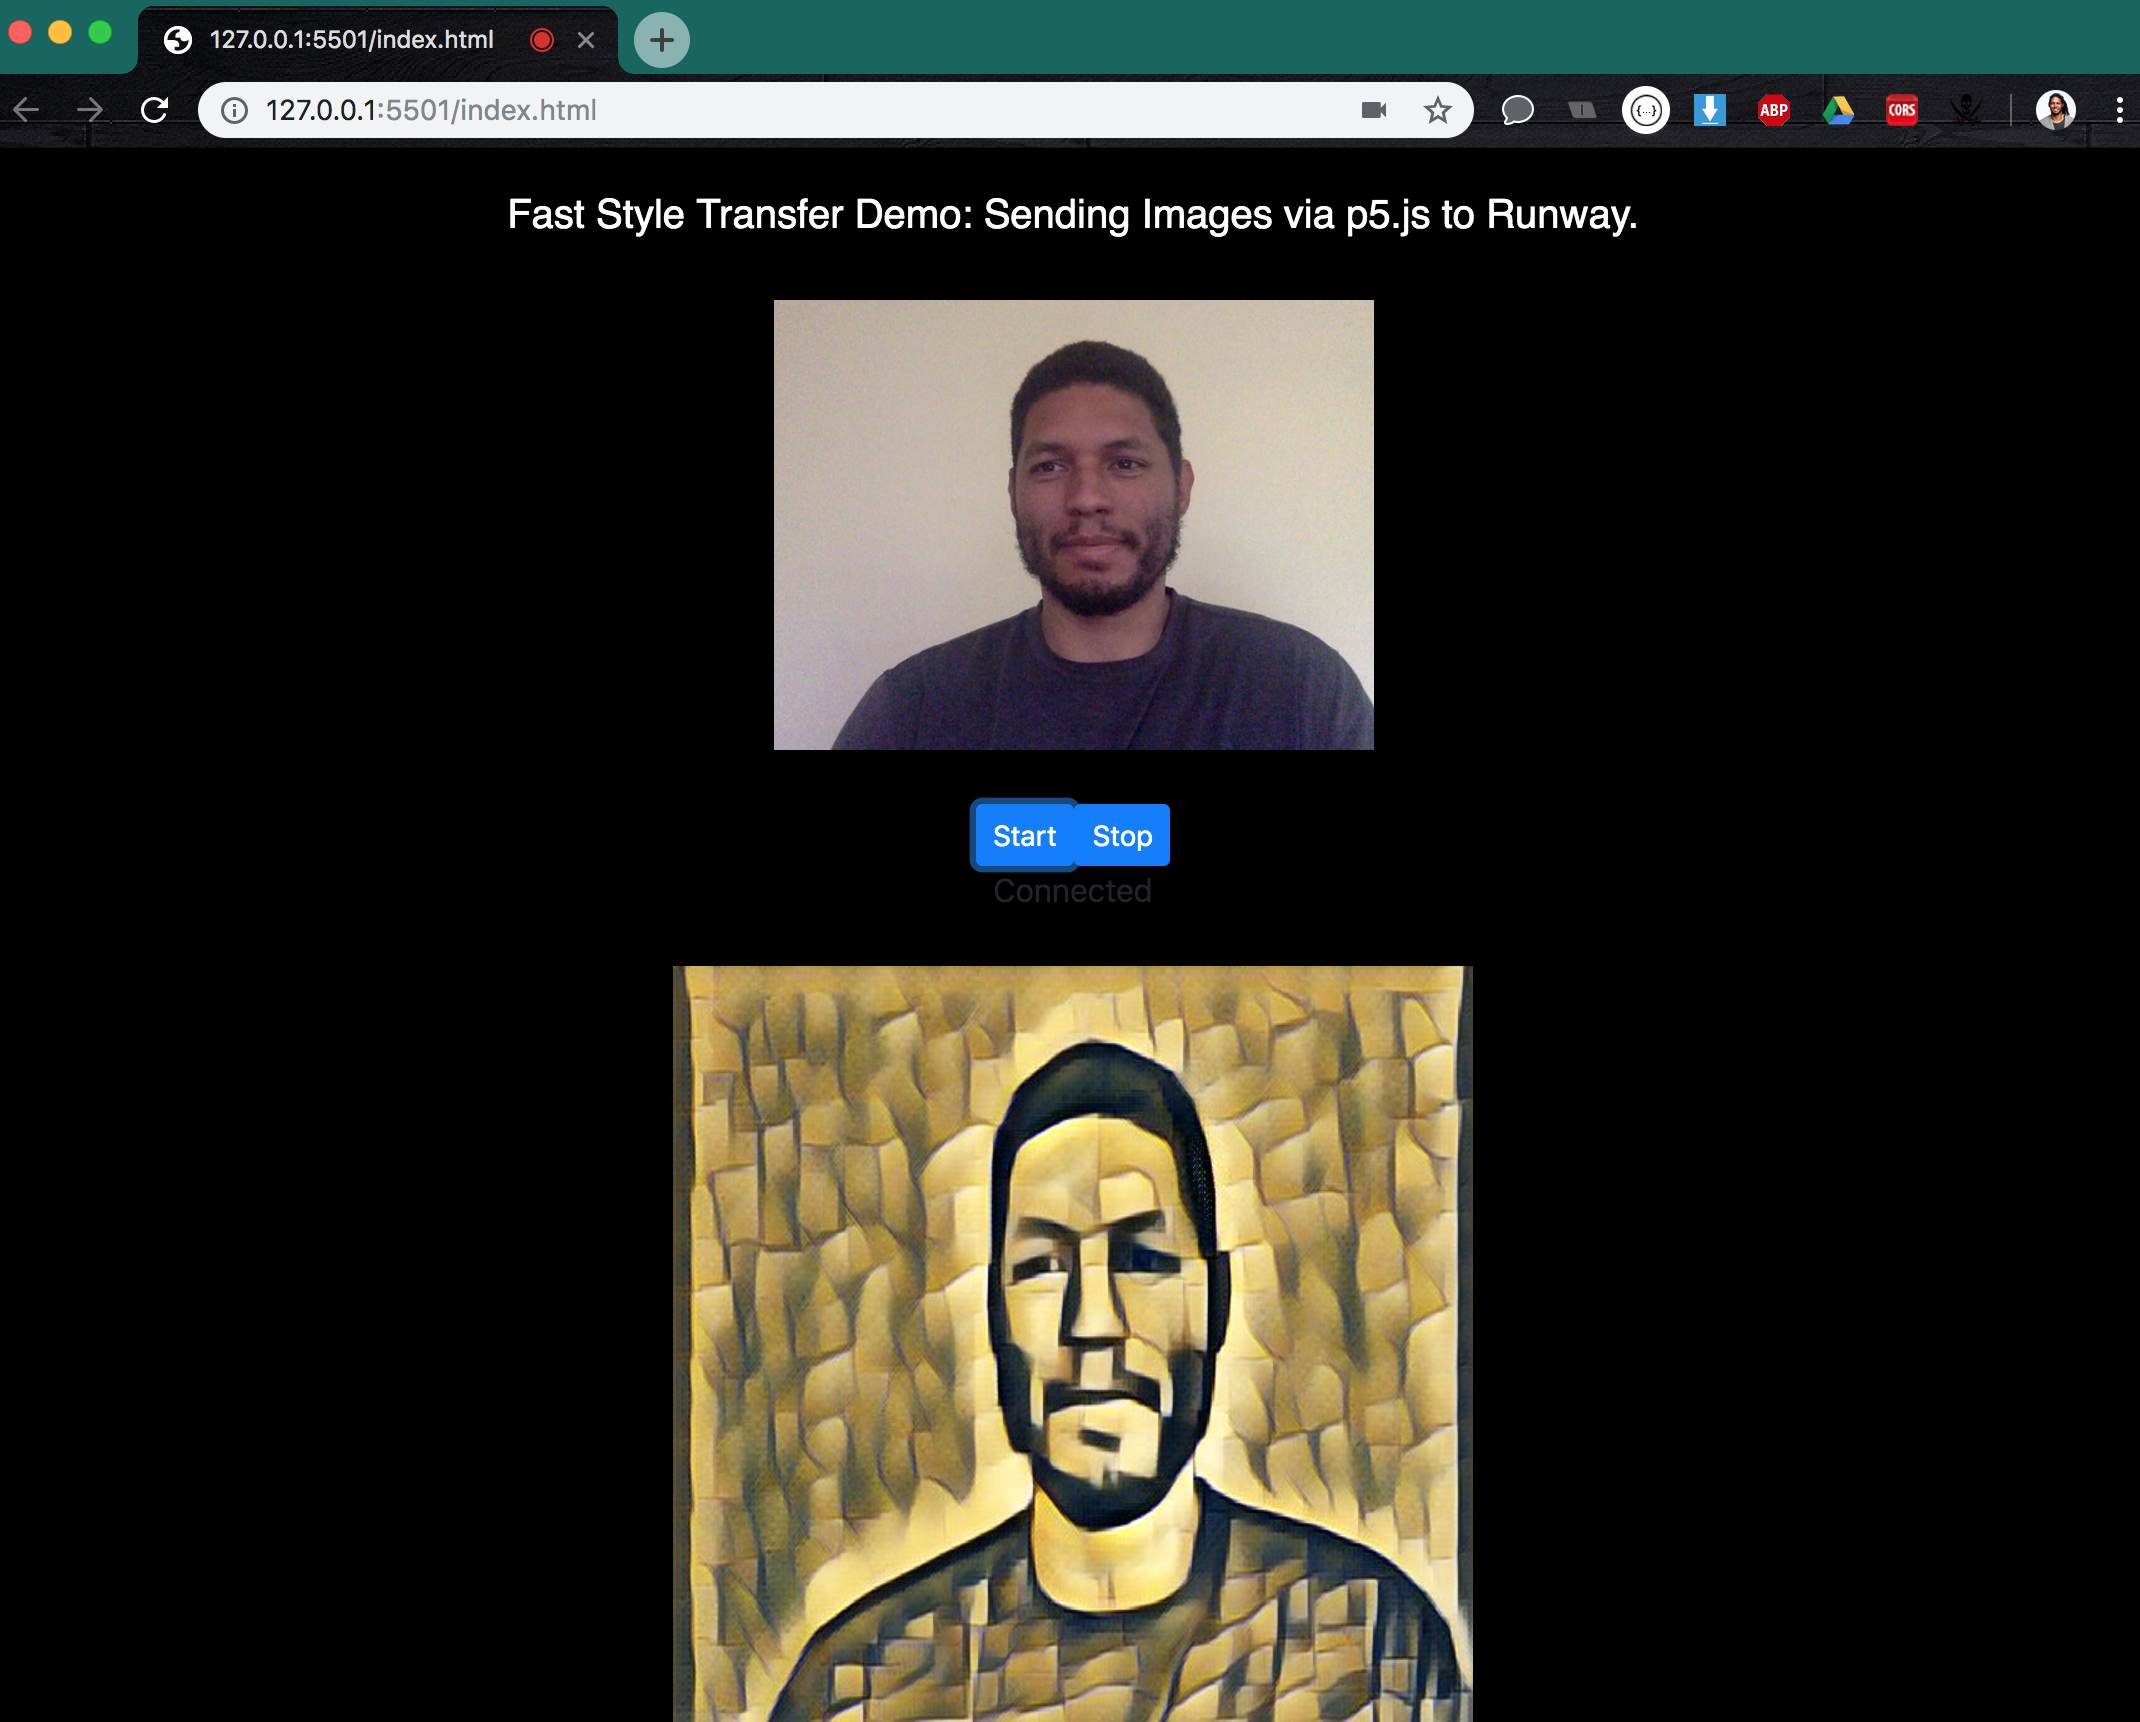 127.0.0.1:5501/index.html
127.0.0.1:5501/index.html
{...}
ABP
CORS
Fast Style Transfer Demo: Sending Images via p5.js to Runway.
Start Stop
Connected